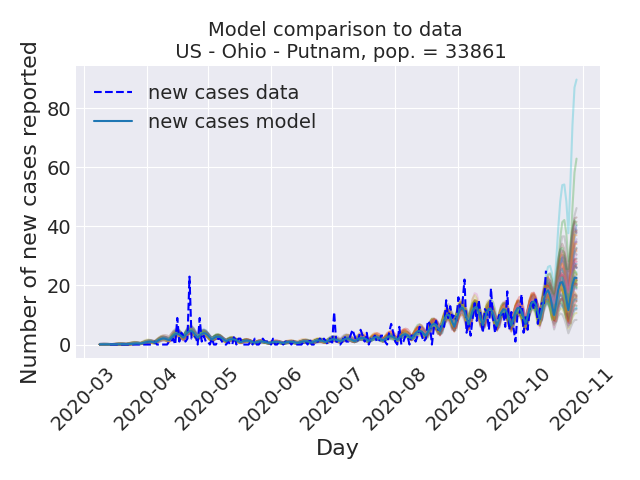 Model comparison to data
US - Ohio - Putnam, pop. = 33861
new cases data
new cases model
Number of new cases reported
80
60
40
20
0
2020-03
2020-04
2020-05
2020-06
2020-07
2020-08
2020-09
2020-10
2020-11
Day